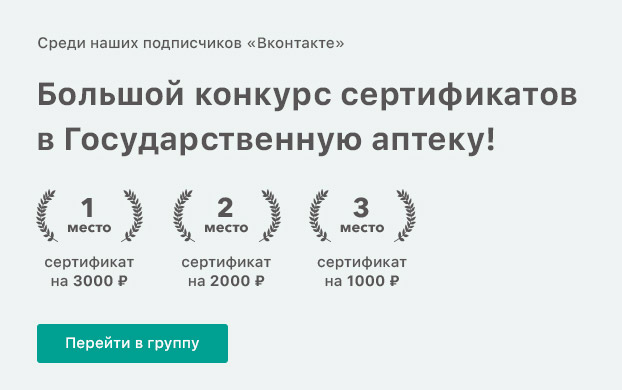 Среди наших подписчиков «Вконтакте»
Большой конкурс сертификатов
в Государственную аптеку!
1 2 3
место место место
сертификат сертификат сертификат
на 3000 ₽ на 2000 ₽ на 1000 ₽
Перейти в группу